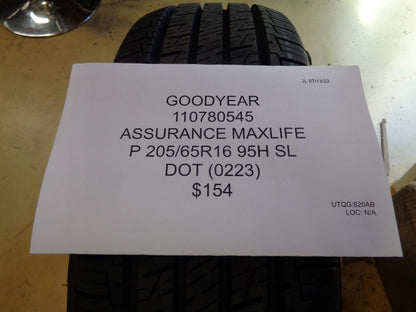 JL 07/13/23
GOODYEAR
110780545
ASSURANCE MAXLIFE
P 205/65R16 95H SL
DOT (0223)
$154
UTQG:820AB
LOC: N/A